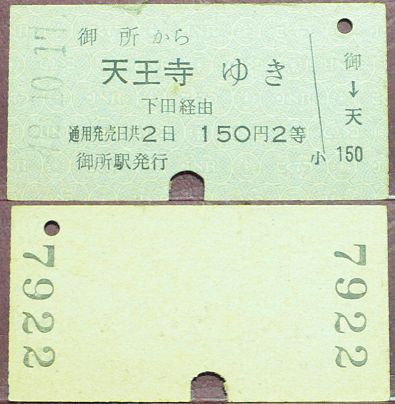 御所から
天王寺ゆき
下田経由
通用発売日共2日 150円2等
御所駅発行
御
↓
天
小 150
7922
7922